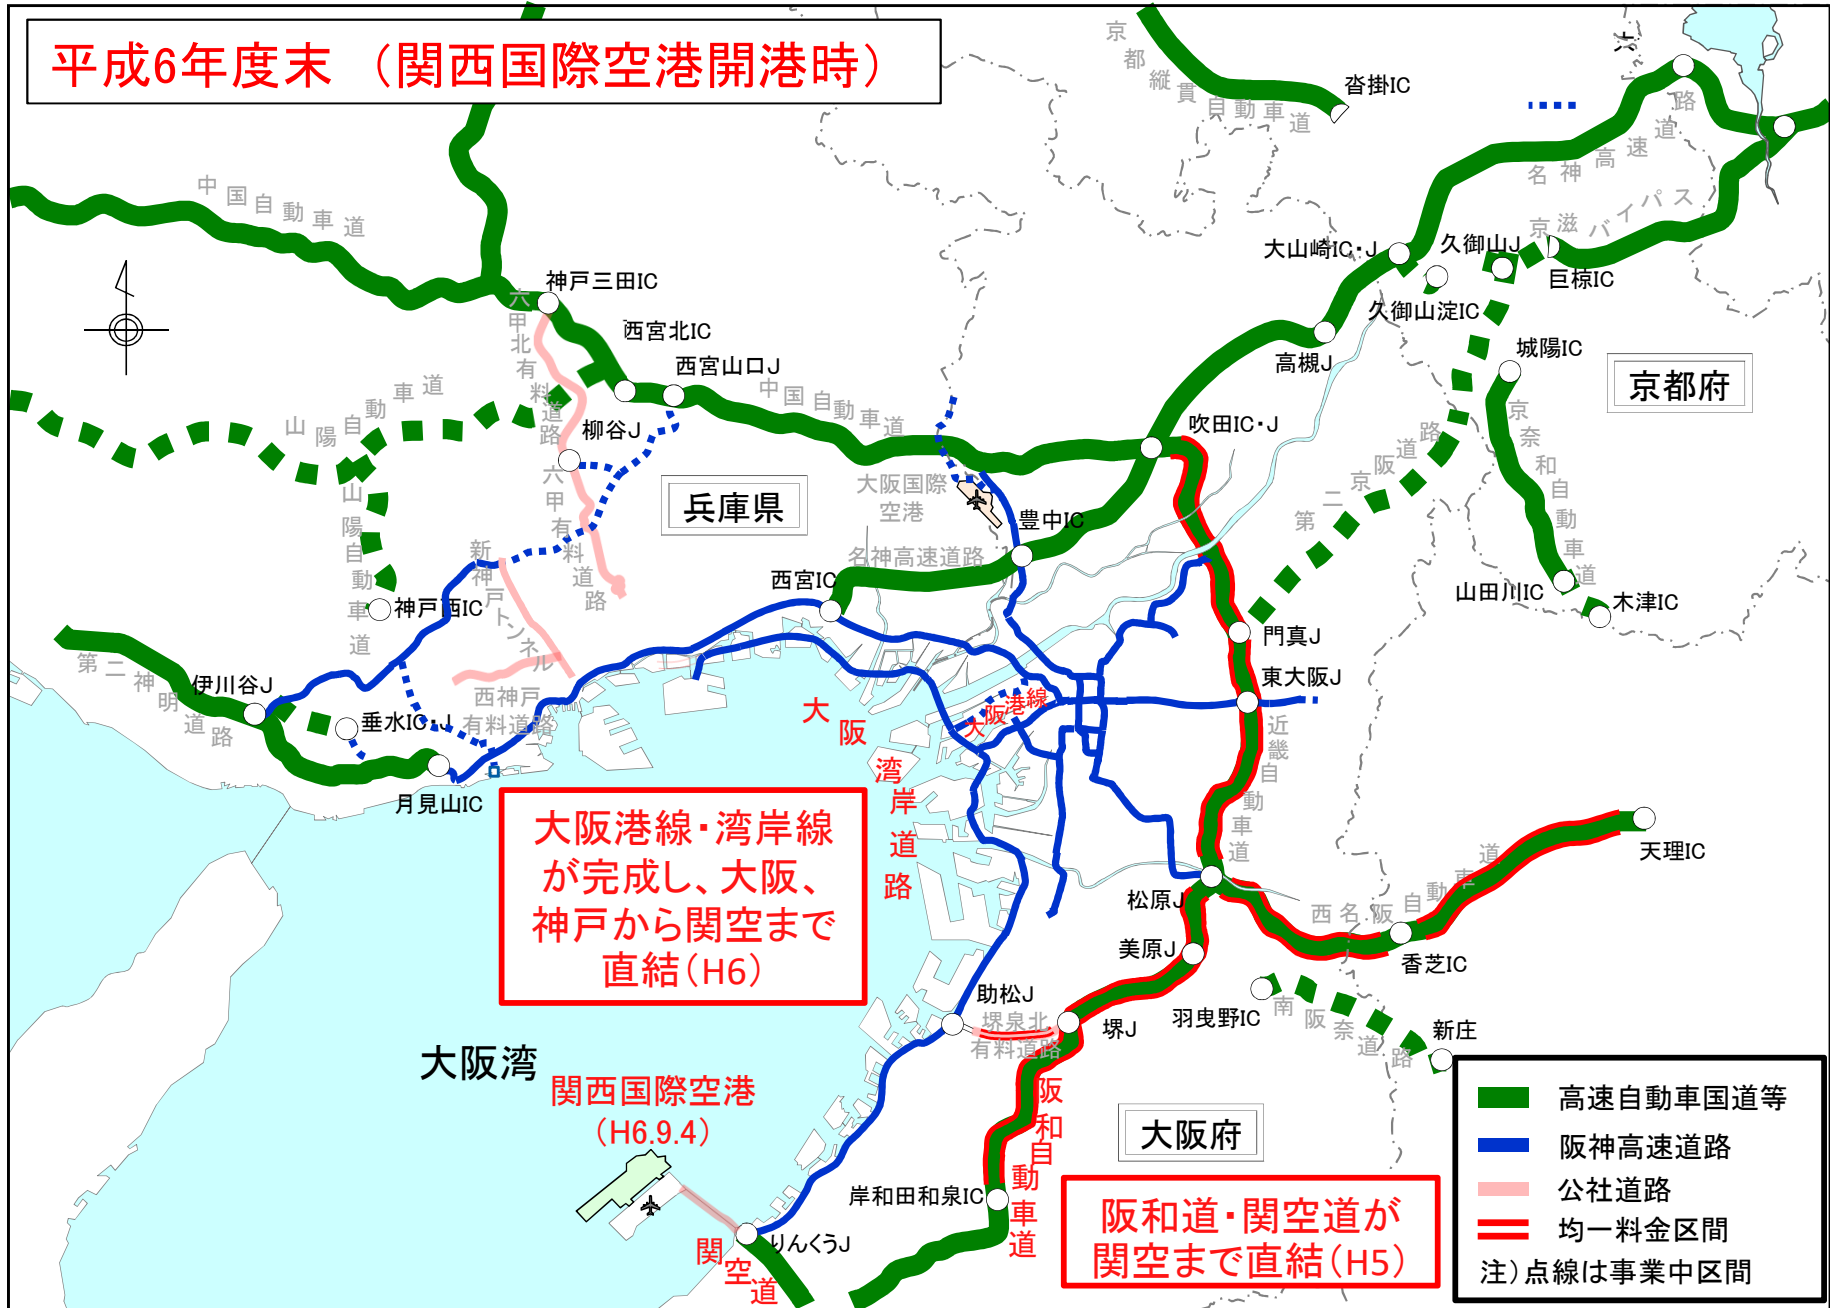 平成6年度末 （関西国際空港開港時）
京都縦貫自動車道
沓掛IC
名神高速道路
京滋バイパス
中国自動車道
大山崎IC・J
久御山J
巨椋IC
久御山淀IC
神戸三田IC
西宮北IC
西宮山口J
高槻J
城陽IC
京都府
六甲北有料道路
山陽自動車道
中国自動車道
柳谷J
吹田IC・J
第二京阪道路
京奈和自動車道
兵庫県
大阪国際
空港
豊中IC
六甲有料道路
山陽自動車道
新神戸トンネル
名神高速道路
西宮IC
神戸西IC
山田川IC
木津IC
門真J
東大阪J
第二神明道路
伊川谷J
垂水IC・J
西神戸
有料道路
月見山IC
大阪湾岸道路
大阪港線
近畿自動車道
大阪港線・湾岸線
が完成し、大阪、
神戸から関空まで
直結（H6）
天理IC
松原J
西名阪自動車道
香芝IC
美原J
羽曳野IC
南阪奈道路
新庄
助松J
堺泉北
有料道路
堺J
大阪湾
関西国際空港
（H6.9.4）
阪和自動車道
大阪府
岸和田和泉IC
りんくうJ
関空道
阪和道・関空道が
関空まで直結（H5）
高速自動車国道等
阪神高速道路
公社道路
均一料金区間
注）点線は事業中区間